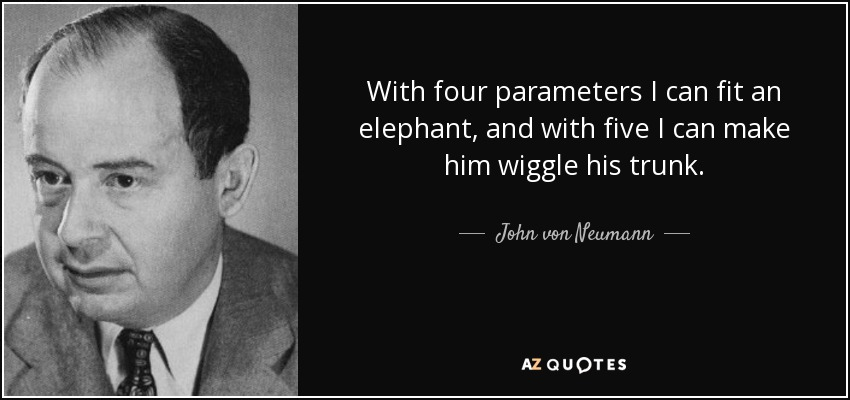 With four parameters I can fit an
elephant, and with five I can make
him wiggle his trunk.
John von Neumann
AZ QUOTES